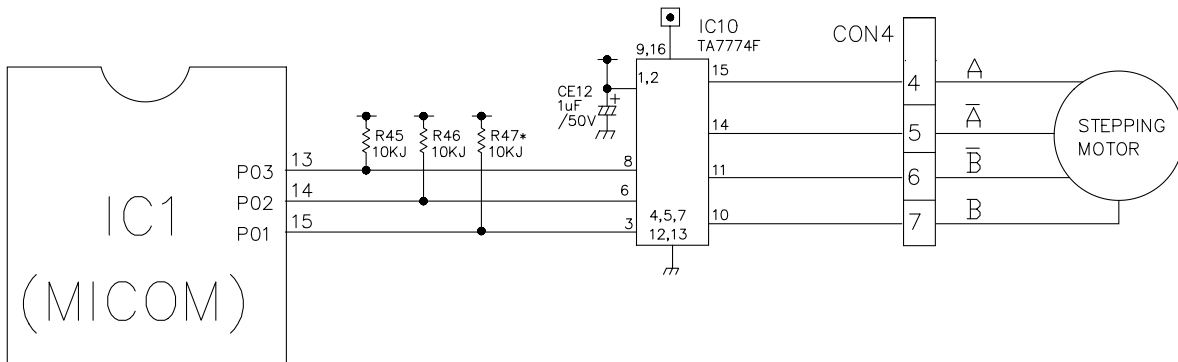 IC10
TA7774F
CON4
9,16
1,2
15
CE12
1uF
/50V
+
4
A
R45
10KJ
R46
10KJ
R47*
10KJ
14
5
A̅
STEPPING
MOTOR
P03
13
8
11
6
B̅
P02
14
6
IC1
(MICOM)
P01
15
3
4,5,7
12,13
10
7
B